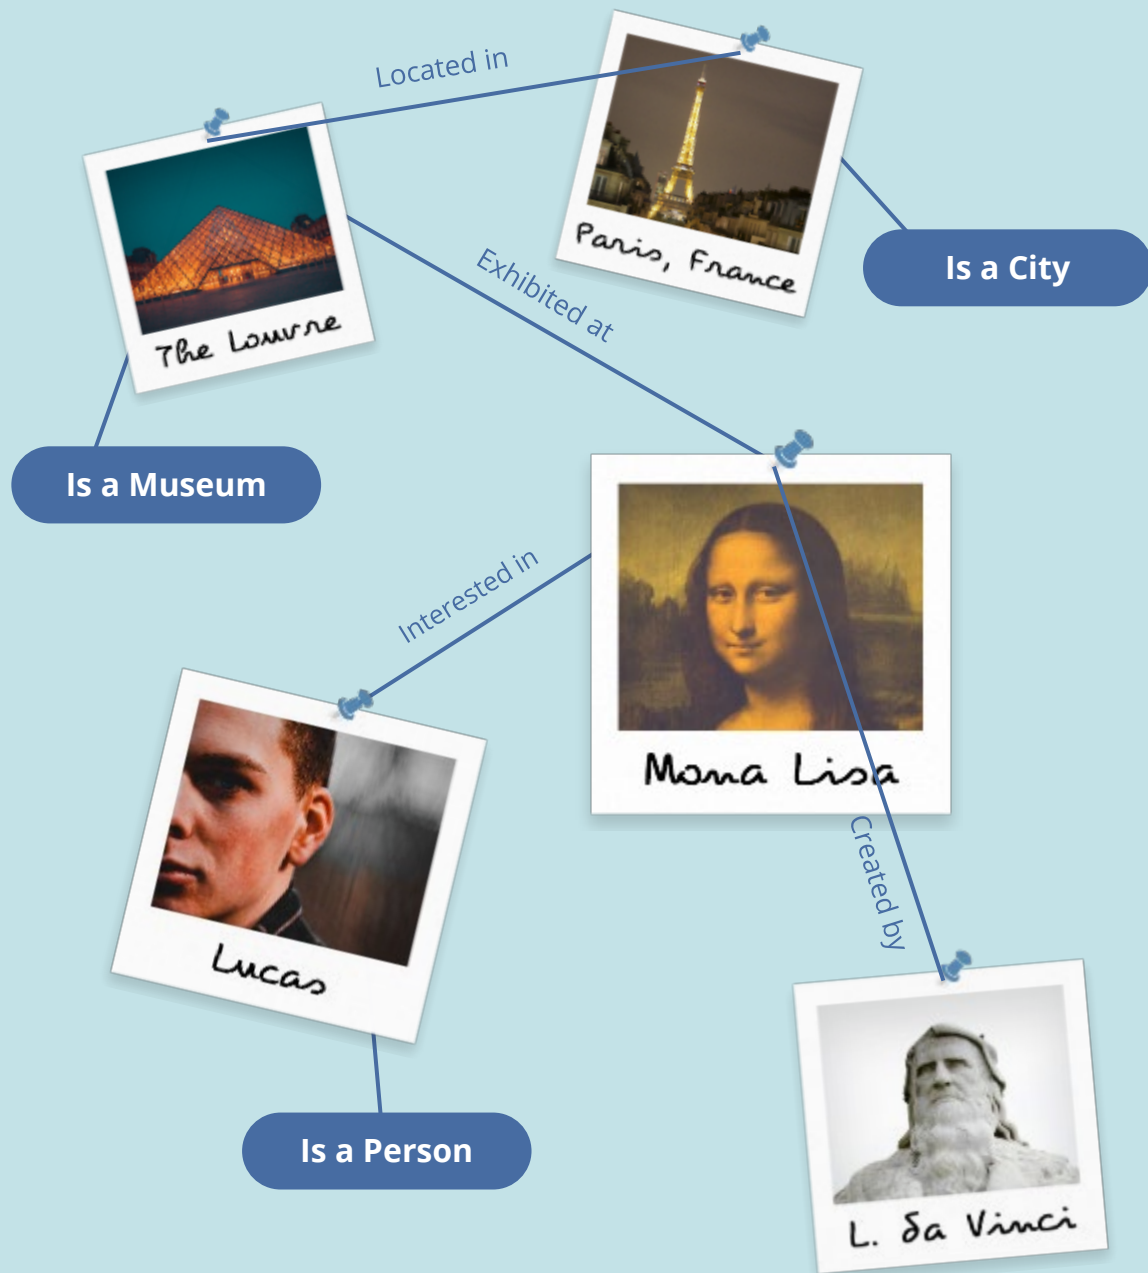 Located in
Paris, France
Is a City
The Louvre
Exhibited at
Is a Museum
Interested in
Mona Lisa
Created by
Lucas
Is a Person
L. da Vinci